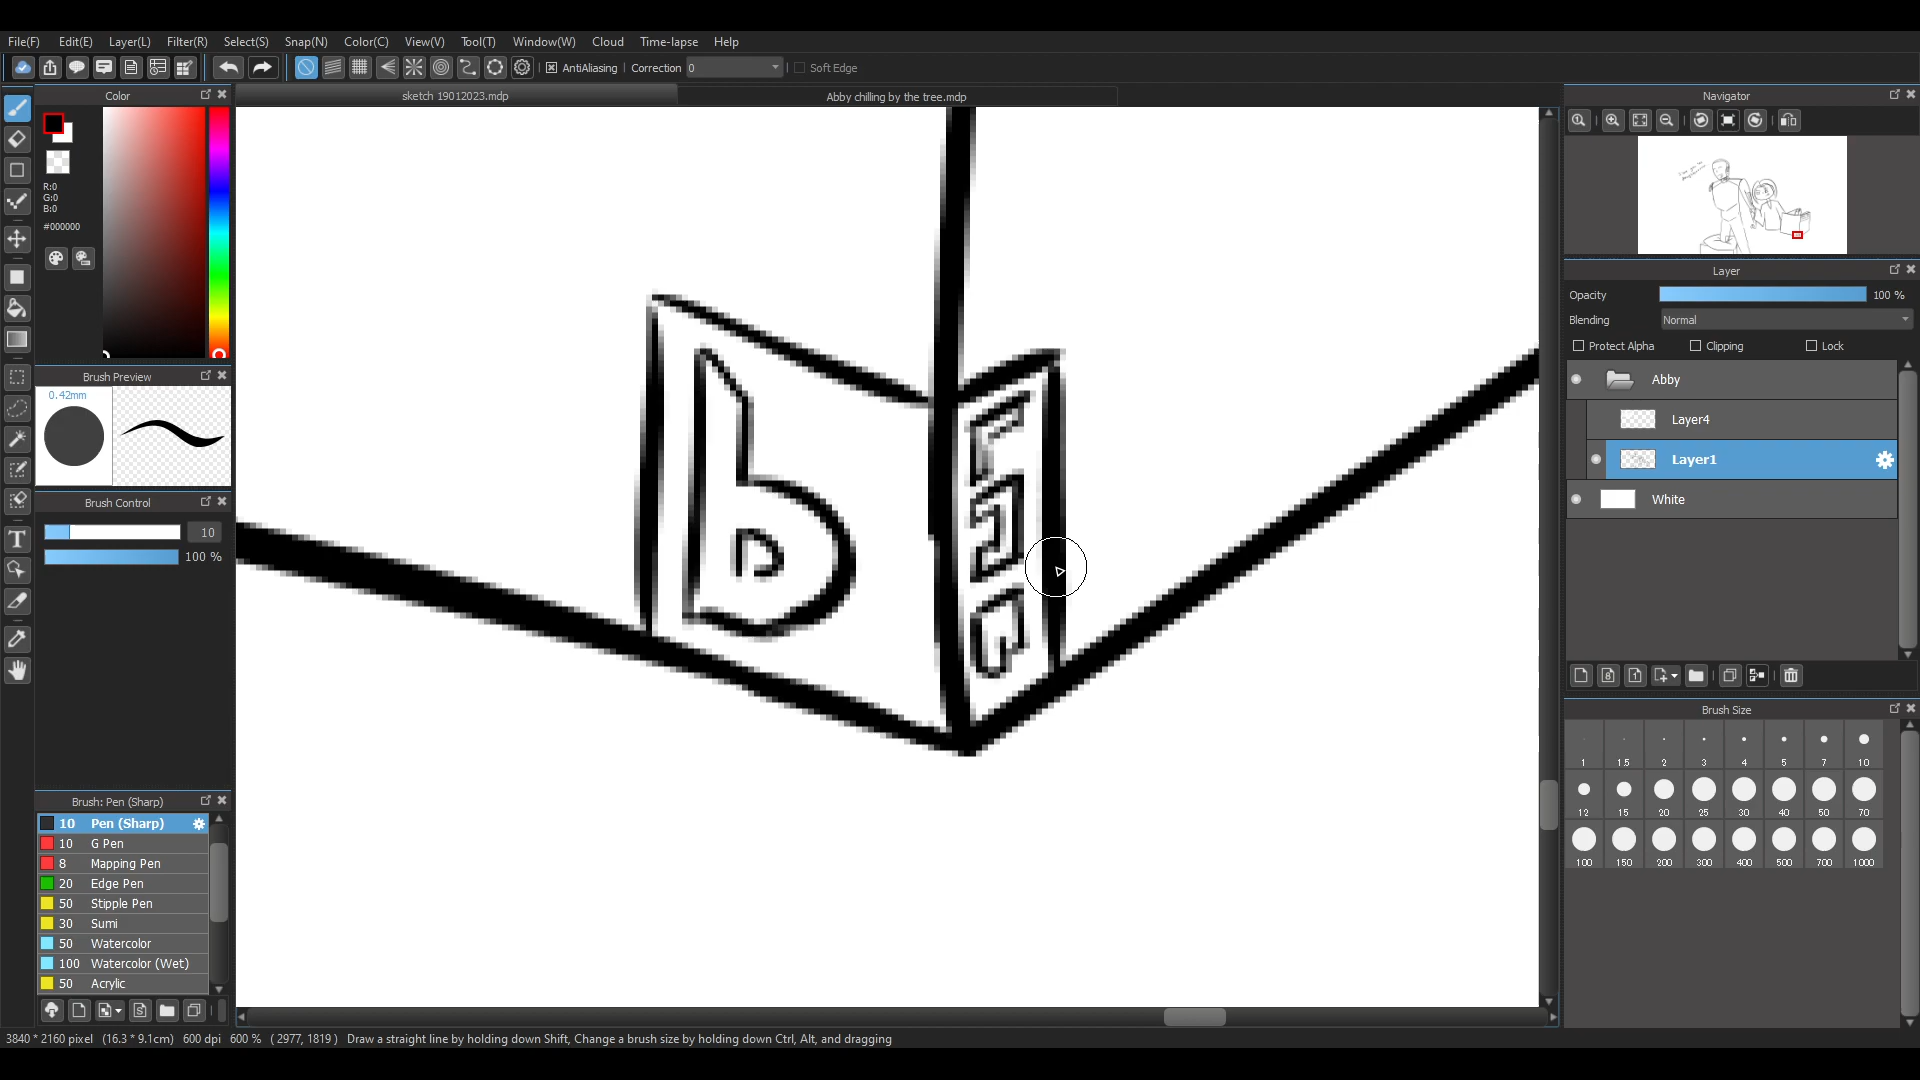 File(F) Edit(E) Layer(L) Filter(R) Select(S) Snap(N) Color(C) View(V) Tool(T) Window(W) Cloud Time-lapse Help
AntiAliasing Correction 0 Soft Edge
Color
sketch 19012023.mdp
Abby chilling by the tree.mdp
Navigator
R:0
G:0
B:0
#000000
Brush Preview
0.42mm
Brush Control
10
100 %
Brush: Pen (Sharp)
10 Pen (Sharp)
10 G Pen
8 Mapping Pen
20 Edge Pen
50 Stipple Pen
30 Sumi
50 Watercolor
100 Watercolor (Wet)
50 Acrylic
b
Layer
Opacity 100 %
Blending Normal
Protect Alpha Clipping Lock
Abby
Layer4
Layer1
White
Brush Size
1 1.5 2 3 4 5 7 10
12 15 20 25 30 40 50 70
100 150 200 300 400 500 700 1000
3840 * 2160 pixel (16.3 * 9.1cm) 600 dpi 600 % ( 2977, 1819 ) Draw a straight line by holding down Shift, Change a brush size by holding down Ctrl, Alt, and dragging